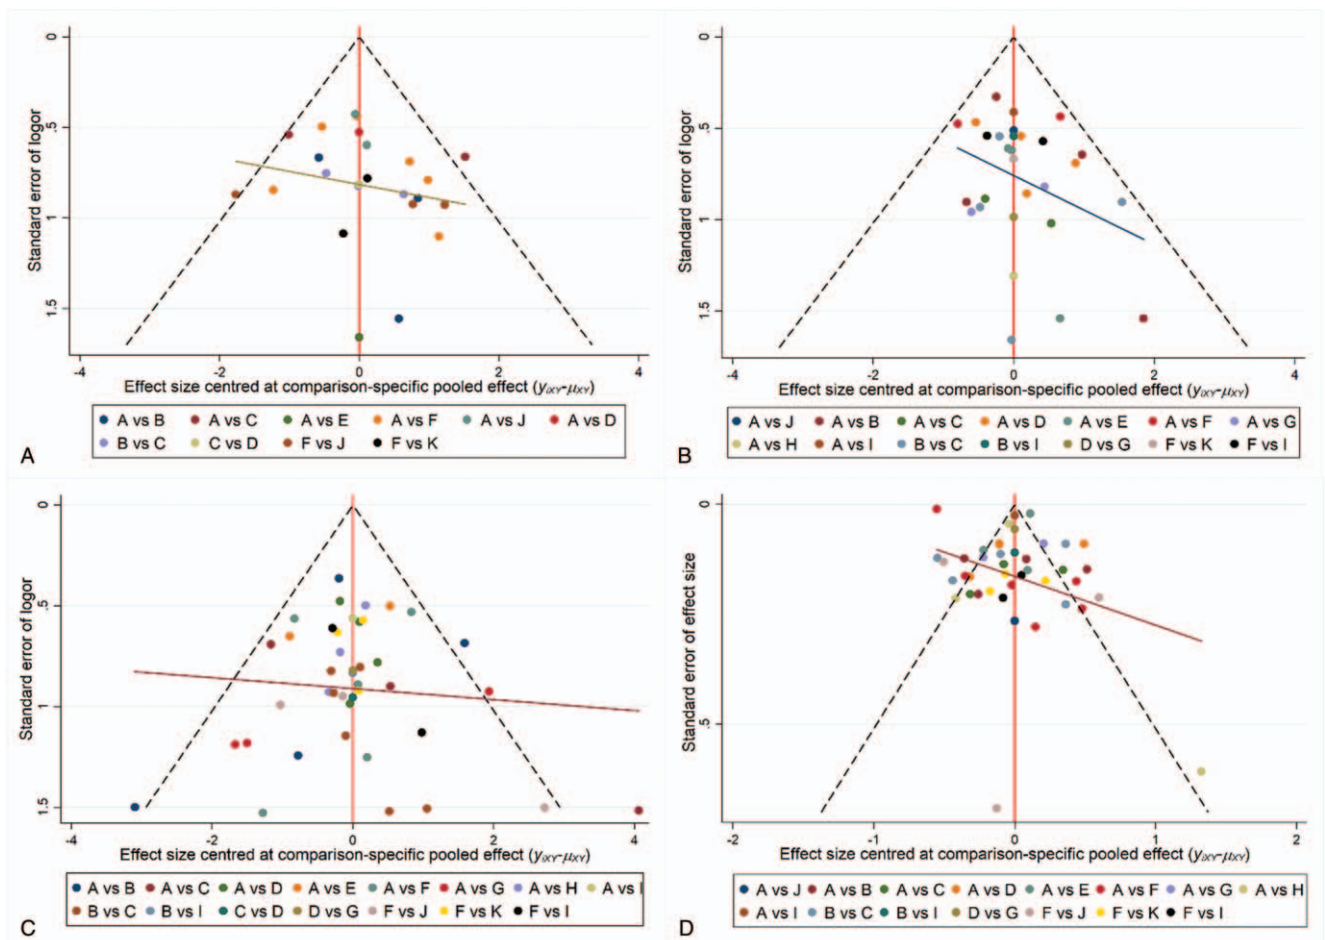 0
.5
1
1.5
Standard error of logor
-4
-2
0
2
4
Effect size centred at comparison-specific pooled effect (yiXY-μXY)
A vs B
A vs C
A vs E
A vs F
A vs J
A vs D
B vs C
C vs D
F vs J
F vs K
A
0
.5
1
1.5
Standard error of logor
-4
-2
0
2
4
Effect size centred at comparison-specific pooled effect (yiXY-μXY)
A vs J
A vs B
A vs C
A vs D
A vs E
A vs F
A vs G
A vs H
A vs I
B vs C
B vs I
D vs G
F vs K
F vs I
B
0
.5
1
1.5
Standard error of logor
-4
-2
0
2
4
Effect size centred at comparison-specific pooled effect (yiXY-μXY)
A vs B
A vs C
A vs D
A vs E
A vs F
A vs G
A vs H
A vs I
B vs C
B vs I
C vs D
D vs G
F vs J
F vs K
F vs I
C
0
.5
Standard error of effect size
-2
-1
0
1
2
Effect size centred at comparison-specific pooled effect (yiXY-μXY)
A vs J
A vs B
A vs C
A vs D
A vs E
A vs F
A vs G
A vs H
A vs I
B vs C
B vs I
D vs G
F vs J
F vs K
F vs I
D